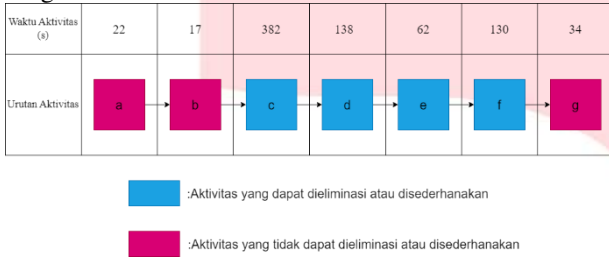 Waktu Aktivitas
(s)
22
17
382
138
62
130
34
Urutan Aktivitas
a
b
c
d
e
f
g
:Aktivitas yang dapat dieliminasi atau disederhanakan
:Aktivitas yang tidak dapat dieliminasi atau disederhanakan